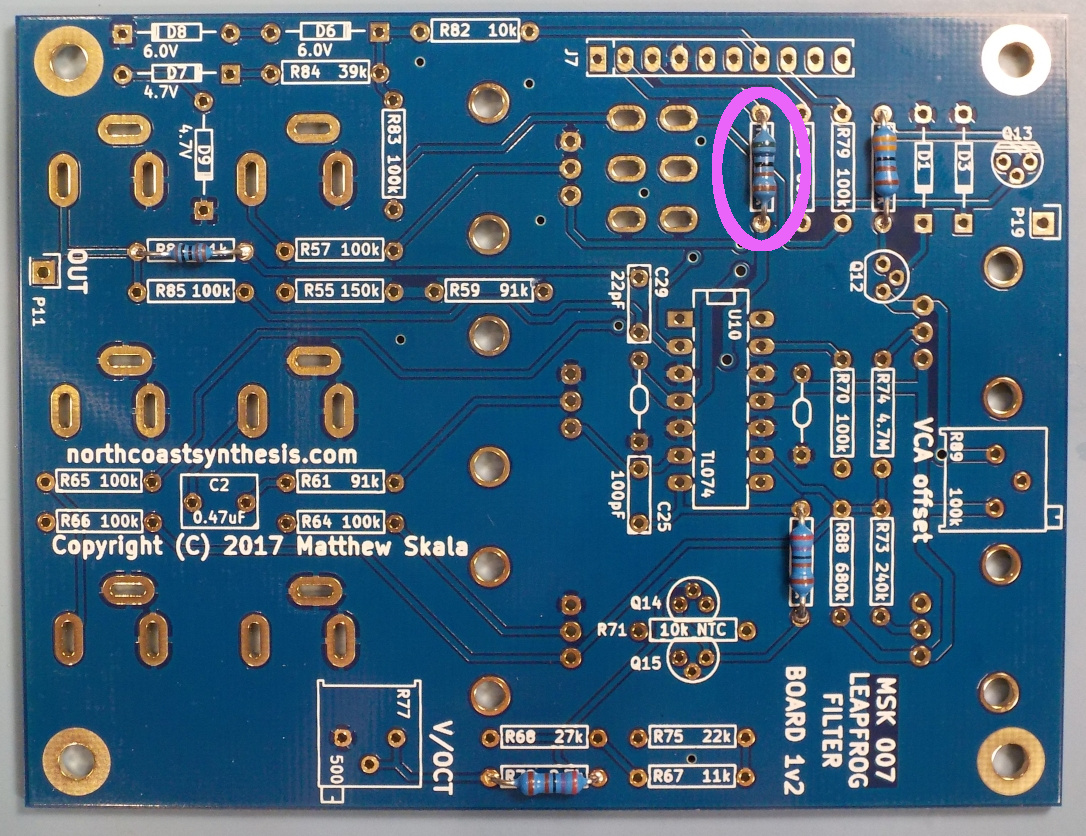 D8
D6
R82 10k
6.0V
6.0V
J7
D7
R84 39k
4.7V
4.7V
D9
R83 100k
R79 100k
D1
D3
Q13
P19
OUT
R57 100k
Q12
P11
R85 100k
R55 150k
R59 91k
C29
22pF
U10
TL074
R70 100k
R74 4.7M
VCA offset
R89
100k
northcoastsynthesis.com
R65 100k
C2
0.47uF
R61 91k
100pF
C25
R66 100k
R64 100k
Copyright (C) 2017 Matthew Skala
R88 680k
R73 240k
Q14
R71
10k NTC
Q15
R77
500
V/OCT
R68 27k
R75 22k
R67 11k
BOARD 1v2
MSK 007
LEAPFROG
FILTER